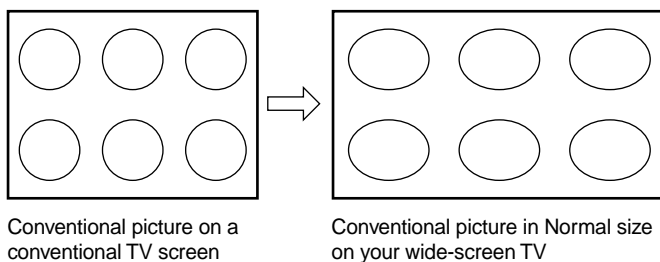 Conventional picture on a
conventional TV screen
Conventional picture in Normal size
on your wide-screen TV